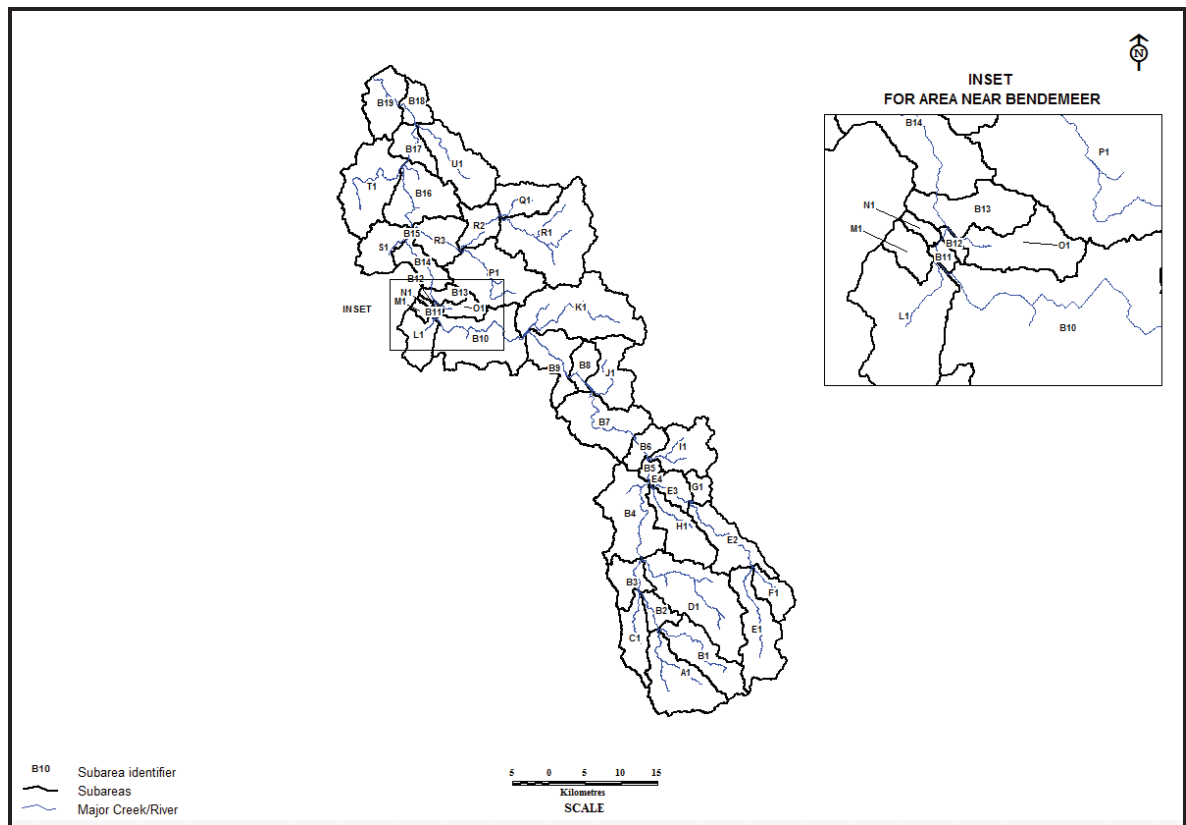 N
INSET
FOR AREA NEAR BENDEMEER
B14
P1
N1
B13
M1
B12
O1
B11
L1
B10
B19
B18
B17
U1
T1
B16
Q1
R2
R1
B15
R3
S1
B14
P1
B12
N1
B13
M1
O1
B11
INSET
L1
B10
K1
B9
B8
J1
B7
B6
I1
B5
E4
E3
G1
B4
H1
E2
B3
F1
B2
D1
C1
E1
B1
A1
B10 Subarea identifier
Subareas
Major Creek/River
5 0 5 10 15
Kilometres
SCALE